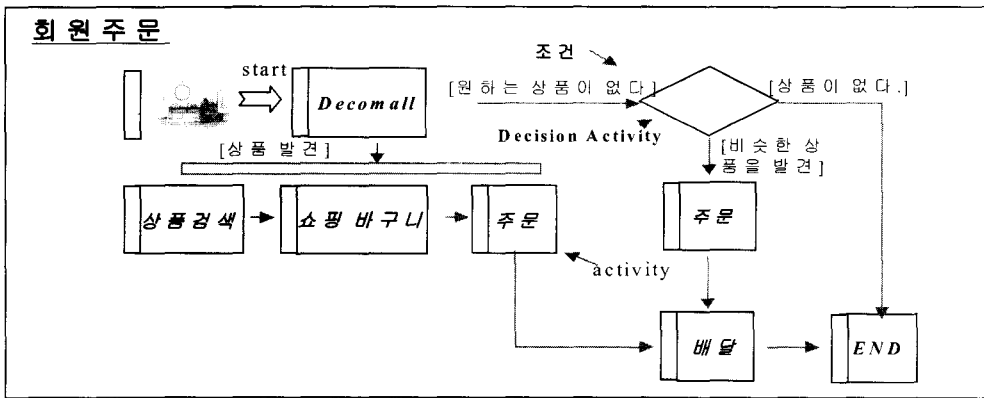 회원주문
start
Decomall
조건
[원하는 상품이 없다]
[상품이 없다.]
Decision Activity
[상품 발견]
[비슷한 상
품을 발견]
상품검색
쇼핑 바구니
주문
주문
activity
배달
END